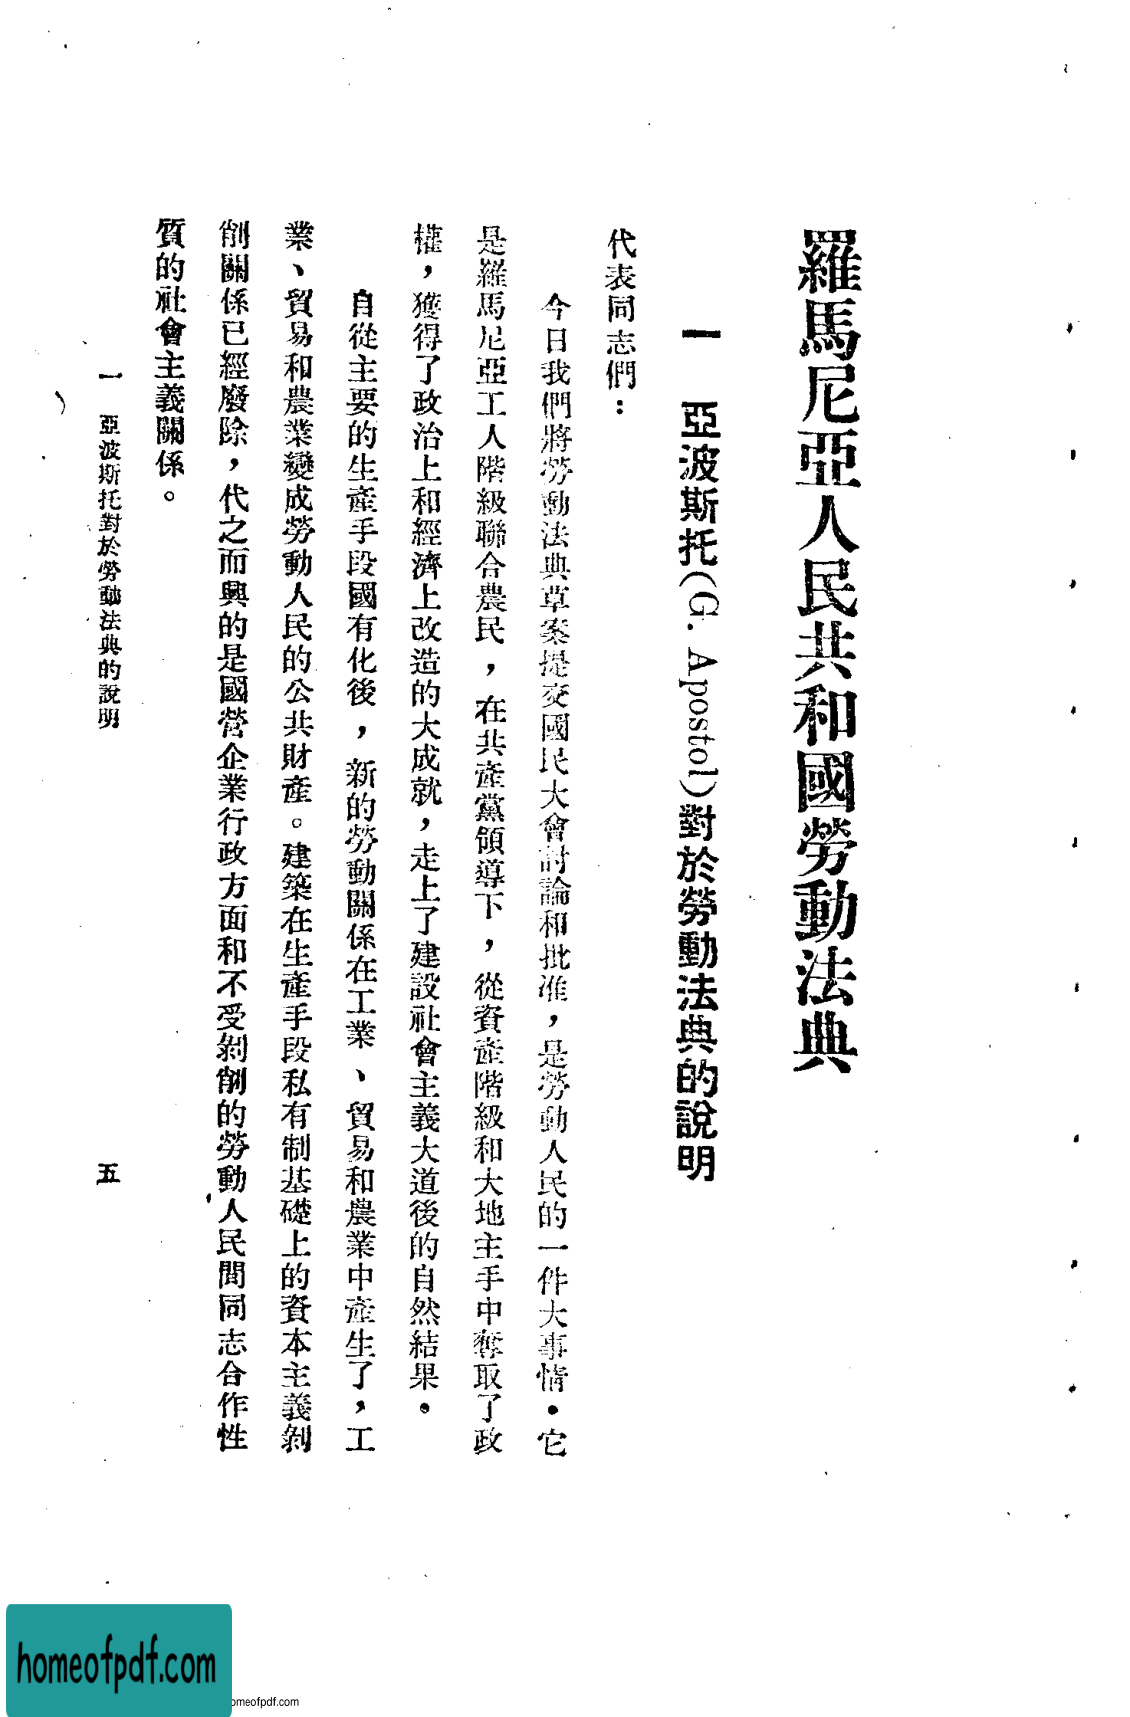 羅馬尼亞人民共和國勞動法典
一　亞波斯托(G. Apostol)對於勞動法典的說明
代表同志們：
今日我們將勞動法典草案提交國民大會討論和批准，是勞動人民的一件大事情。它
是羅馬尼亞工人階級聯合農民，在共產黨領導下，從資產階級和大地主手中奪取了政
權，獲得了政治上和經濟上改造的大成就，走上了建設社會主義大道後的自然結果。
自從主要的生產手段國有化後，新的勞動關係在工業、貿易和農業中產生了，工
業、貿易和農業變成勞動人民的公共財產。建築在生產手段私有制基礎上的資本主義剝
削關係已經廢除，代之而興的是國營企業行政方面和不受剝削的勞動人民間同志合作性
質的社會主義關係。
一　亞波斯托對於勞動法典的說明
五
homeofpdf.com
omeofpdf.com